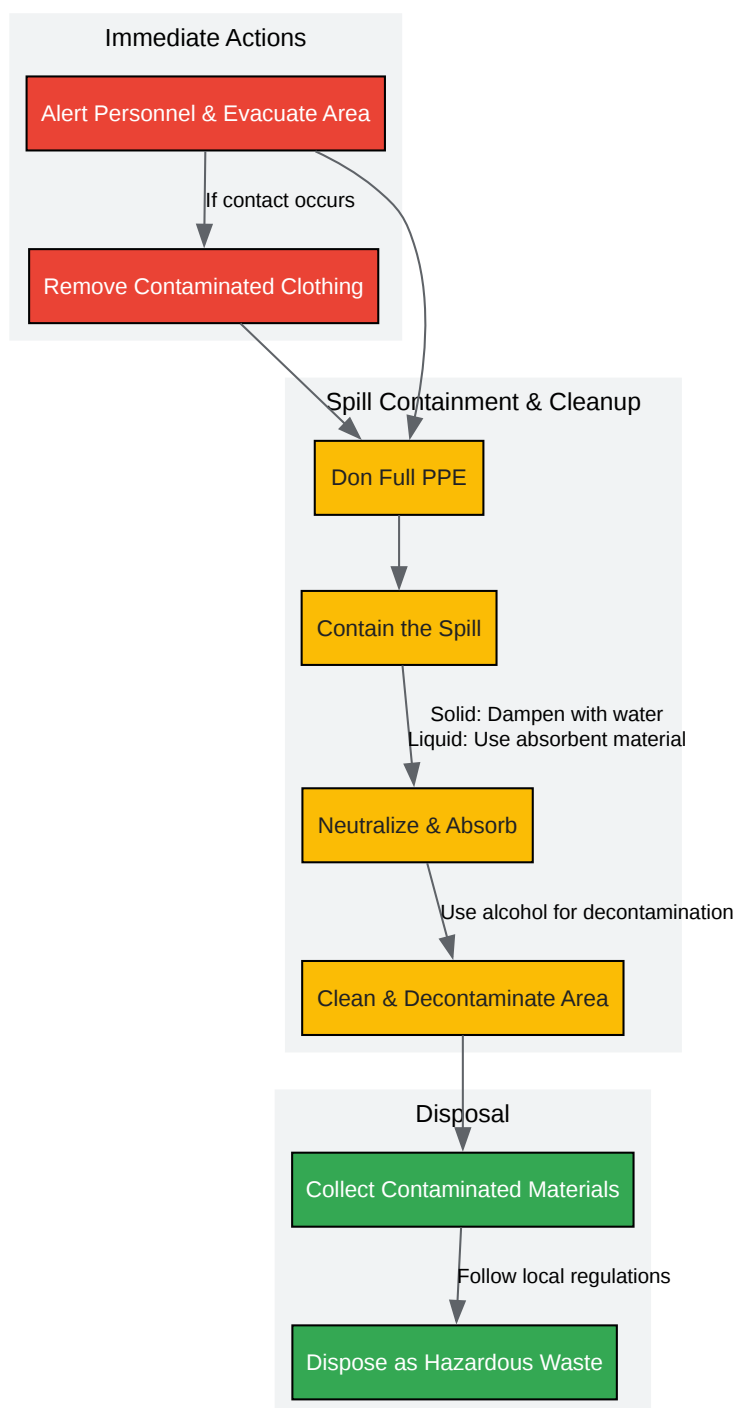 Immediate Actions
Alert Personnel & Evacuate Area
If contact occurs
Remove Contaminated Clothing
Spill Containment & Cleanup
Don Full PPE
Contain the Spill
Solid: Dampen with water
Liquid: Use absorbent material
Neutralize & Absorb
Use alcohol for decontamination
Clean & Decontaminate Area
Disposal
Collect Contaminated Materials
Follow local regulations
Dispose as Hazardous Waste